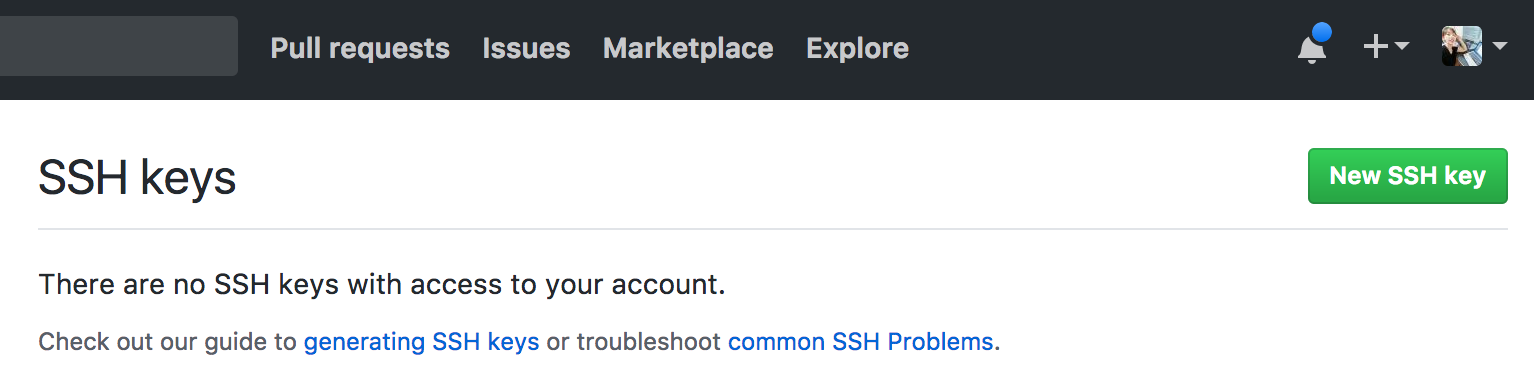 Pull requests Issues Marketplace Explore
SSH keys
New SSH key
There are no SSH keys with access to your account.
Check out our guide to generating SSH keys or troubleshoot common SSH Problems.